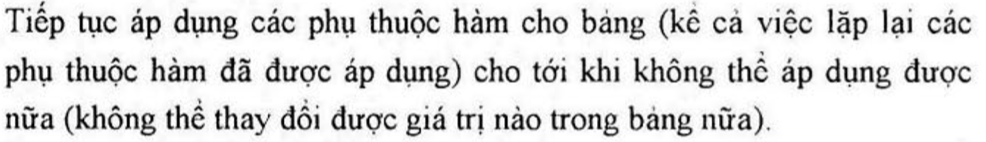 Tiếp tục áp dụng các phụ thuộc hàm cho bảng (kể cả việc lặp lại các
phụ thuộc hàm đã được áp dụng) cho tới khi không thể áp dụng được
nữa (không thể thay đổi được giá trị nào trong bảng nữa).